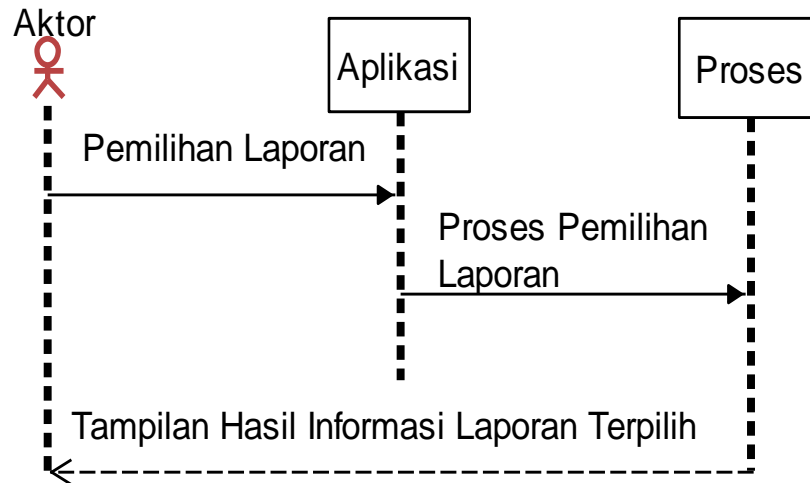 Aktor
Aplikasi
Proses
Pemilihan Laporan
Proses Pemilihan
Laporan
Tampilan Hasil Informasi Laporan Terpilih